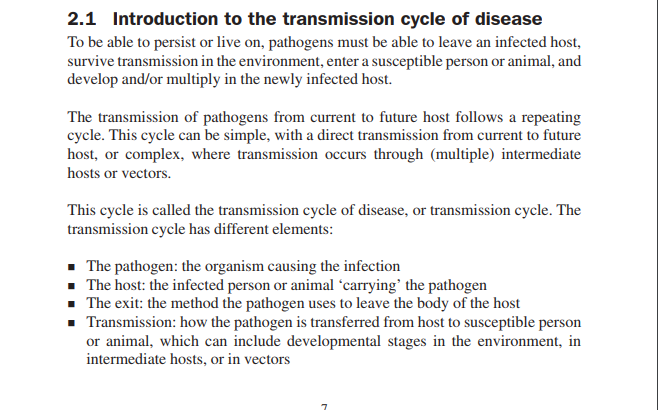 2.1 Introduction to the transmission cycle of disease
To be able to persist or live on, pathogens must be able to leave an infected host,
survive transmission in the environment, enter a susceptible person or animal, and
develop and/or multiply in the newly infected host.
The transmission of pathogens from current to future host follows a repeating
cycle. This cycle can be simple, with a direct transmission from current to future
host, or complex, where transmission occurs through (multiple) intermediate
hosts or vectors.
This cycle is called the transmission cycle of disease, or transmission cycle. The
transmission cycle has different elements:
▪ The pathogen: the organism causing the infection
▪ The host: the infected person or animal ‘carrying’ the pathogen
▪ The exit: the method the pathogen uses to leave the body of the host
▪ Transmission: how the pathogen is transferred from host to susceptible person
or animal, which can include developmental stages in the environment, in
intermediate hosts, or in vectors
7